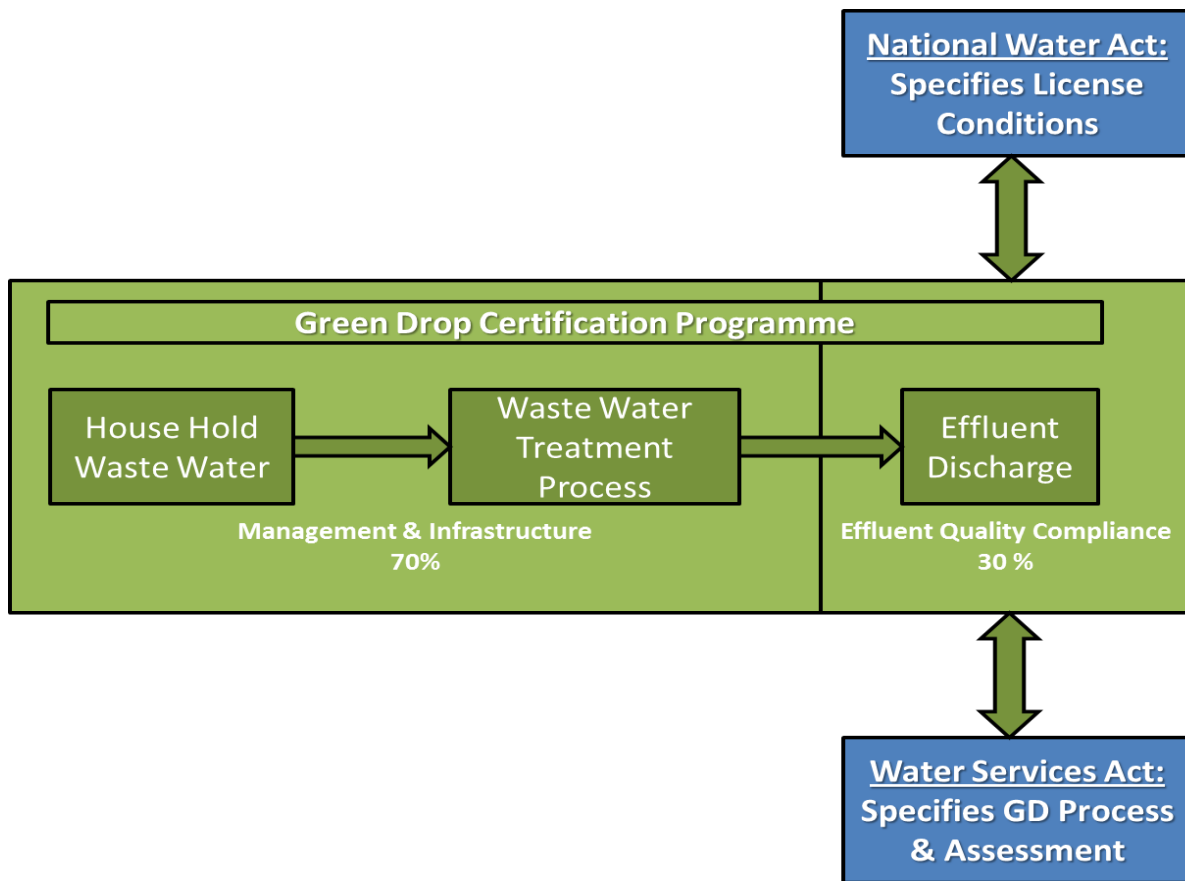 National Water Act:
Specifies License
Conditions
Green Drop Certification Programme
House Hold
Waste Water
Waste Water
Treatment
Process
Effluent
Discharge
Management & Infrastructure
70%
Effluent Quality Compliance
30 %
Water Services Act:
Specifies GD Process
& Assessment